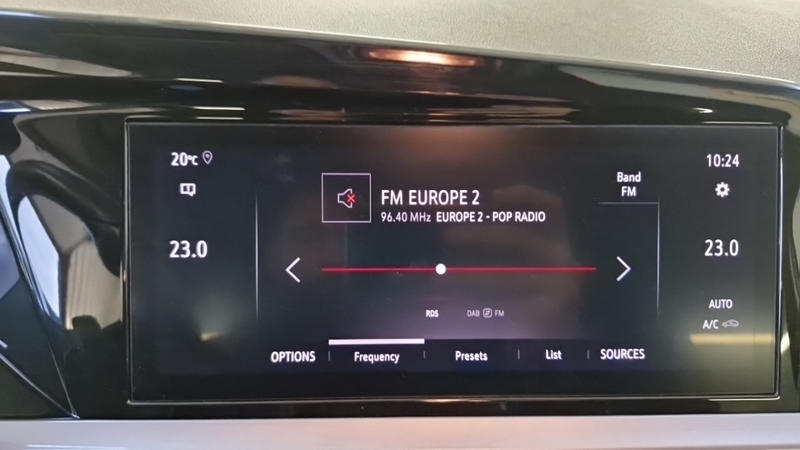 20°C
10:24
Band
FM
FM EUROPE 2
96.40 MHz EUROPE 2 - POP RADIO
23.0
23.0
RDS
DAB FM
AUTO
A/C
OPTIONS Frequency Presets List SOURCES